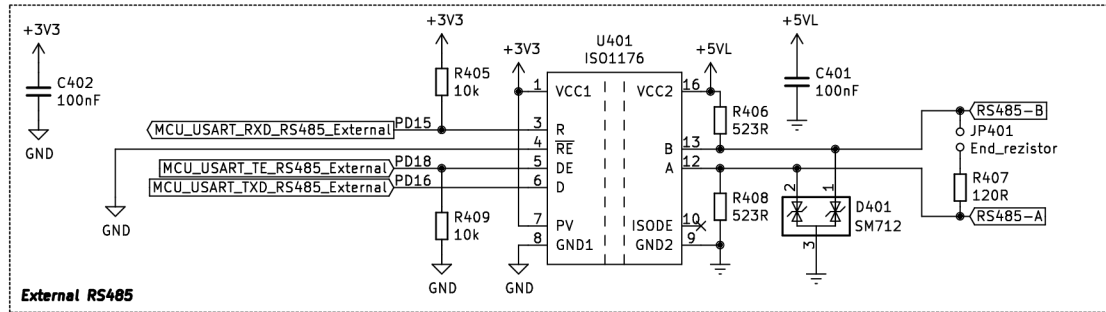 +3V3
C402
100nF
GND
+3V3
R405
10k
+3V3
U401
ISO1176
+5VL
+5VL
C401
100nF
1 VCC1 VCC2 16
R406
523R
MCU_USART_RXD_RS485_External PD15 3 R
4 RE B 13
MCU_USART_TE_RS485_External PD18 5 DE A 12
MCU_USART_TXD_RS485_External PD16 6 D
RS485-B
JP401
End_rezistor
R407
120R
RS485-A
GND
R409
10k
GND
7 PV ISODE 10
8 GND1 GND2 9
GND
R408
523R
2 1
D401
SM712
3
External RS485